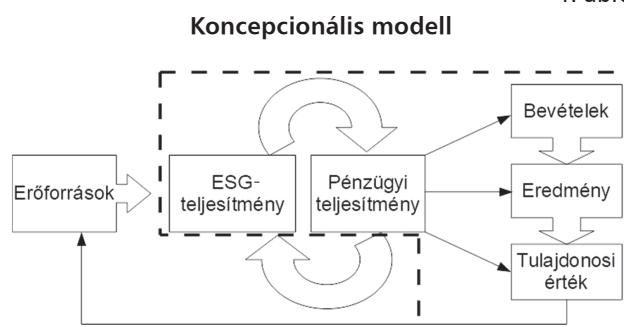 Koncepcionális modell
Bevételek
Erőforrások
ESG-
teljesítmény
Pénzügyi
teljesítmény
Eredmény
Tulajdonosi
érték